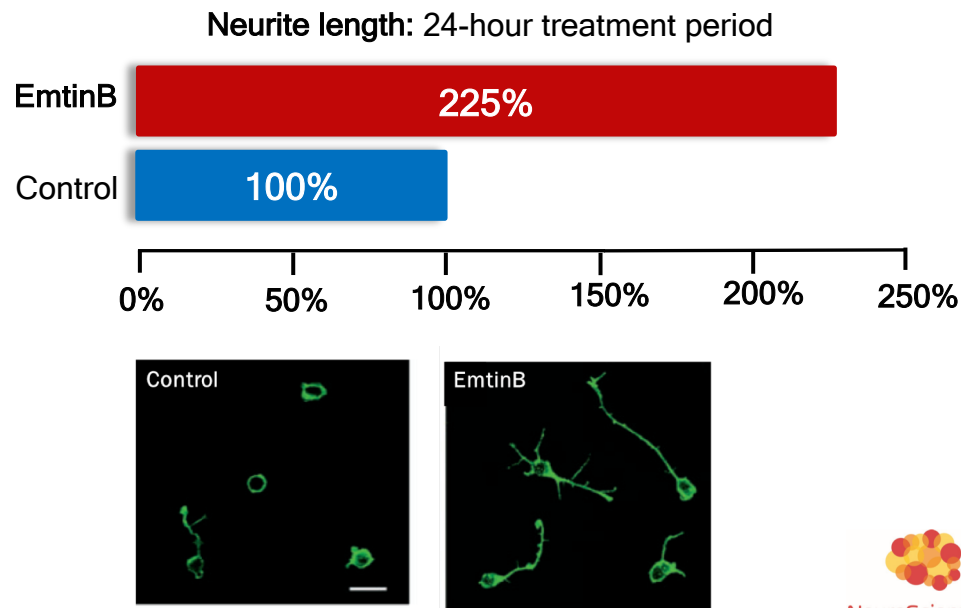 Neurite length: 24-hour treatment period
EmtinB
225%
Control
100%
0% 50% 100% 150% 200% 250%
Control
EmtinB